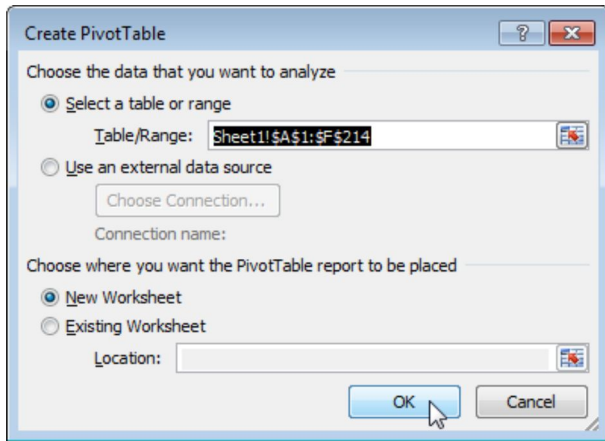 Create PivotTable
Choose the data that you want to analyze
Select a table or range
Table/Range: Sheet1!$A$1:$F$214
Use an external data source
Choose Connection...
Connection name:
Choose where you want the PivotTable report to be placed
New Worksheet
Existing Worksheet
Location:
OK Cancel